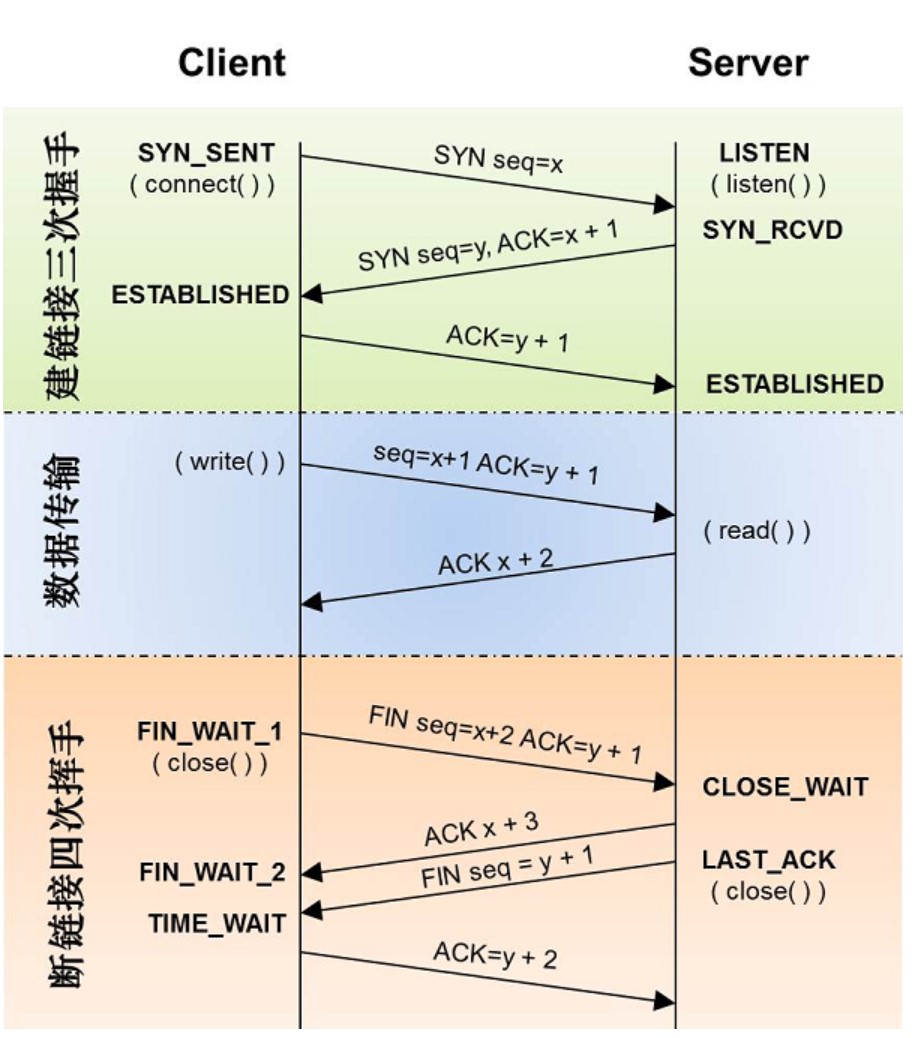 Client
Server
建链接三次握手
SYN_SENT
( connect( ) )
SYN seq=x
LISTEN
( listen( ) )
SYN_RCVD
SYN seq=y, ACK=x + 1
ESTABLISHED
ACK=y + 1
ESTABLISHED
数据传输
( write( ) )
seq=x+1 ACK=y + 1
( read( ) )
ACK x + 2
断链接四次挥手
FIN_WAIT_1
( close( ) )
FIN seq=x+2 ACK=y + 1
CLOSE_WAIT
ACK x + 3
FIN_WAIT_2
FIN seq = y + 1
LAST_ACK
( close( ) )
TIME_WAIT
ACK=y + 2